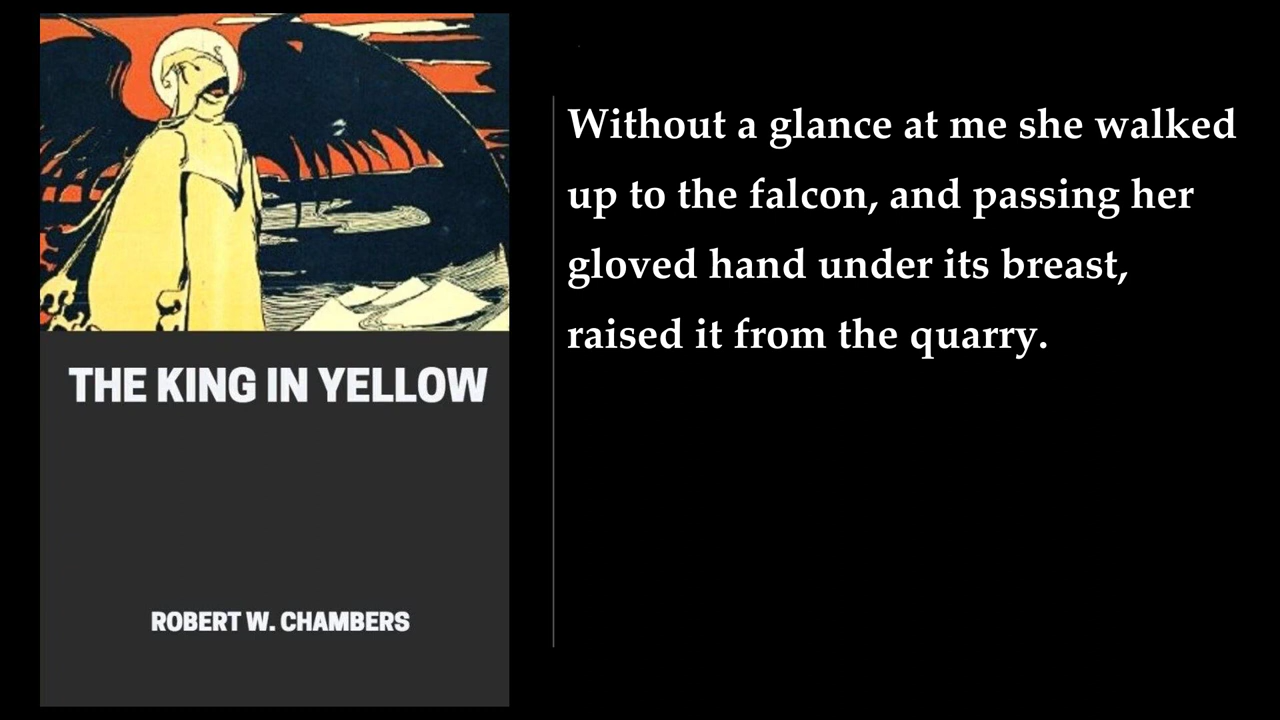 THE KING IN YELLOW
ROBERT W. CHAMBERS
Without a glance at me she walked
up to the falcon, and passing her
gloved hand under its breast,
raised it from the quarry.